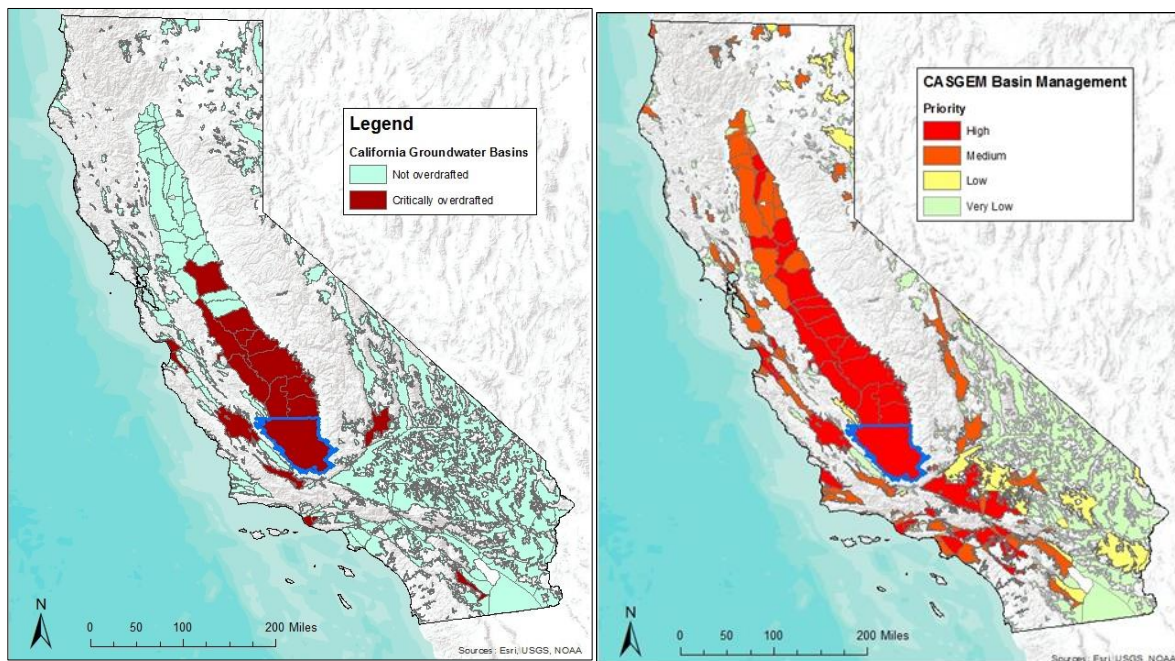 Legend
California Groundwater Basins
Not overdrafted
Critically overdrafted
N
0 50 100 200 Miles
Sources: Esri, USGS, NOAA
CASGEM Basin Management
Priority
High
Medium
Low
Very Low
N
0 50 100 200 Miles
Sources: Esri, USGS, NOAA